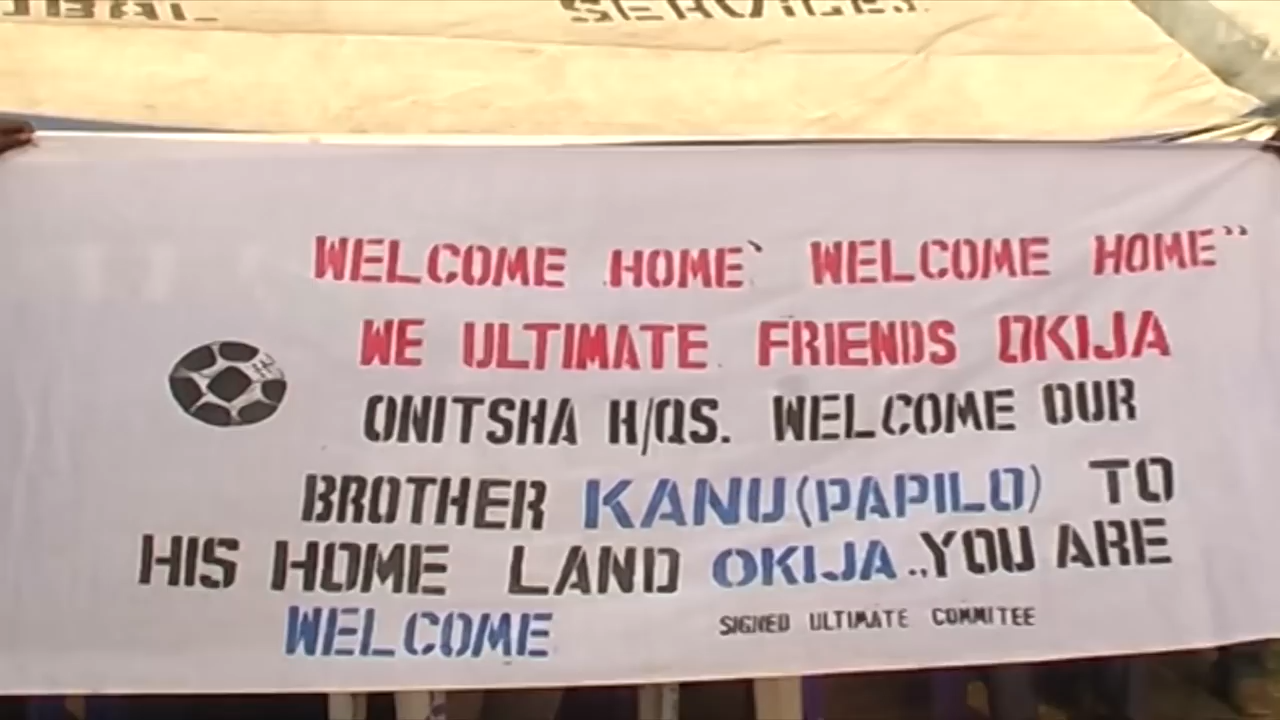 WELCOME HOME` WELCOME HOME"
WE ULTIMATE FRIENDS OKIJA
ONITSHA H/QS. WELCOME OUR
BROTHER KANU(PAPILO) TO
HIS HOME LAND OKIJA..YOU ARE
WELCOME
SIGNED ULTIMATE COMMITEE